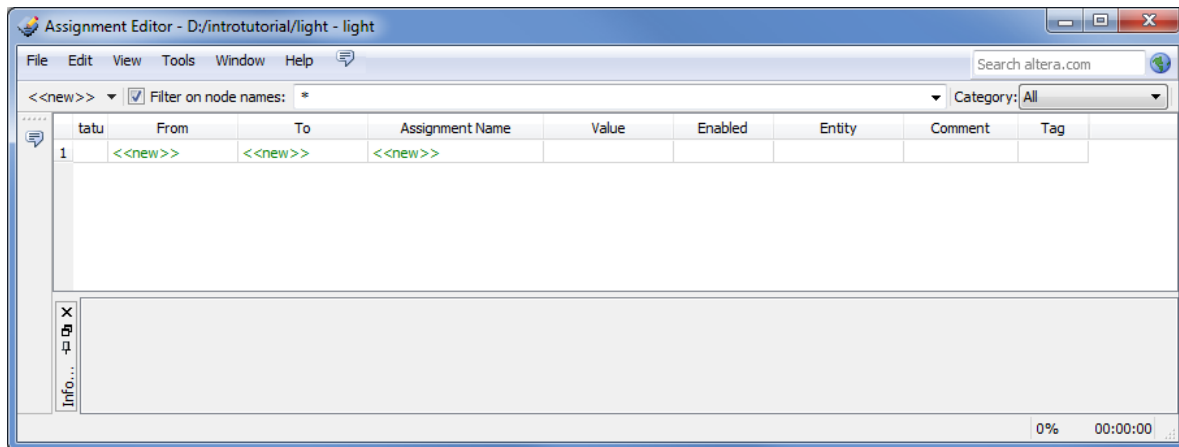 Assignment Editor - D:/introtutorial/light - light
File Edit View Tools Window Help Search altera.com
<<new>> Filter on node names: * Category: All
tatu From To Assignment Name Value Enabled Entity Comment Tag
1 <<new>> <<new>> <<new>>
Info...
0% 00:00:00